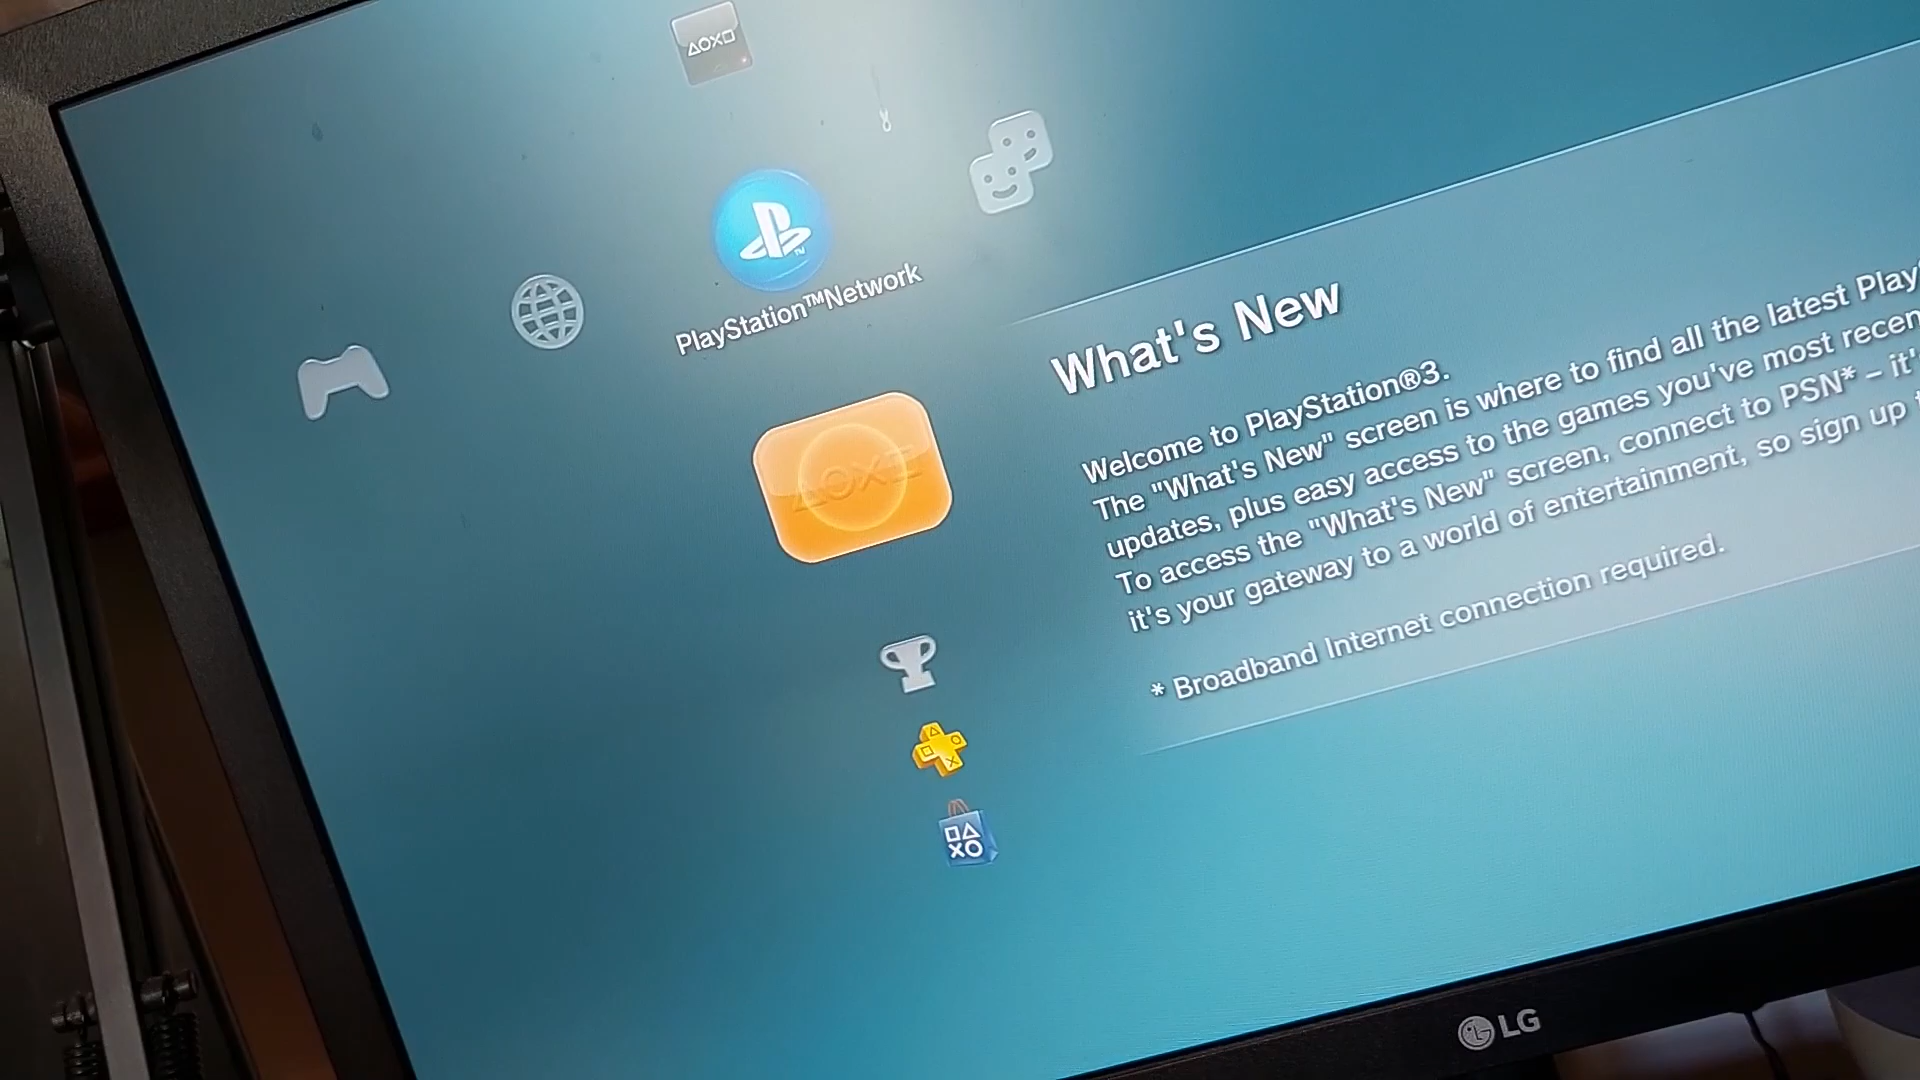 PlayStation™Network
What's New
Welcome to PlayStation®3.
The "What's New" screen is where to find all the latest Play
updates, plus easy access to the games you've most recen
To access the "What's New" screen, connect to PSN* – it's
it's your gateway to a world of entertainment, so sign up
* Broadband Internet connection required.
LG